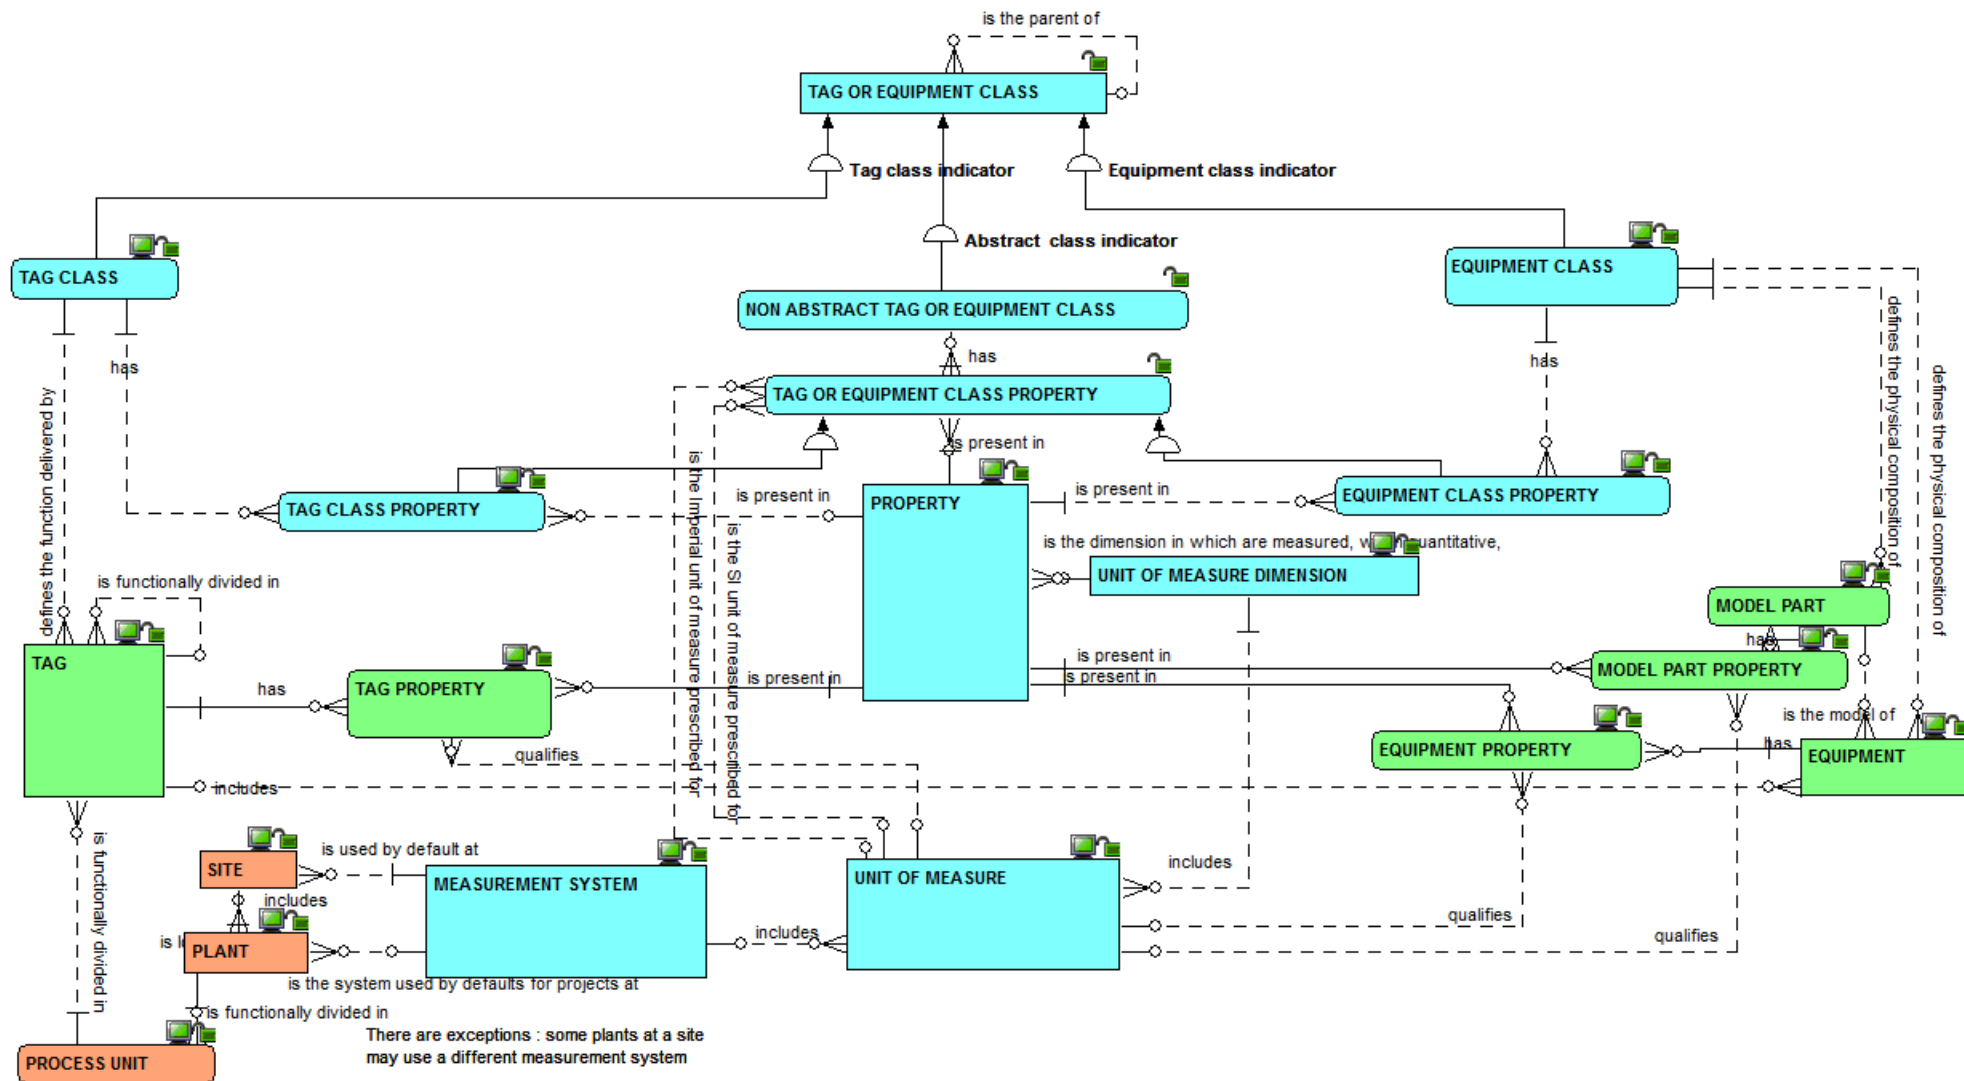 is the parent of
TAG OR EQUIPMENT CLASS
Tag class indicator
Equipment class indicator
Abstract class indicator
TAG CLASS
EQUIPMENT CLASS
NON ABSTRACT TAG OR EQUIPMENT CLASS
has
has
has
TAG OR EQUIPMENT CLASS PROPERTY
defines the function delivered by
defines the physical composition of
defines the physical composition of
is present in
PROPERTY
is present in
is present in
TAG CLASS PROPERTY
EQUIPMENT CLASS PROPERTY
is the Imperial unit of measure prescribed for
is the SI unit of measure prescribed for
is the dimension in which are measured, quantitative,
UNIT OF MEASURE DIMENSION
is functionally divided in
MODEL PART
has
TAG
is present in
MODEL PART PROPERTY
is present in
is present in
TAG PROPERTY
has
is the model of
qualifies
EQUIPMENT PROPERTY
has
EQUIPMENT
includes
is functionally divided in
SITE
is used by default at
MEASUREMENT SYSTEM
UNIT OF MEASURE
includes
includes
qualifies
is
PLANT
includes
qualifies
is the system used by defaults for projects at
is functionally divided in
There are exceptions : some plants at a site
may use a different measurement system
PROCESS UNIT